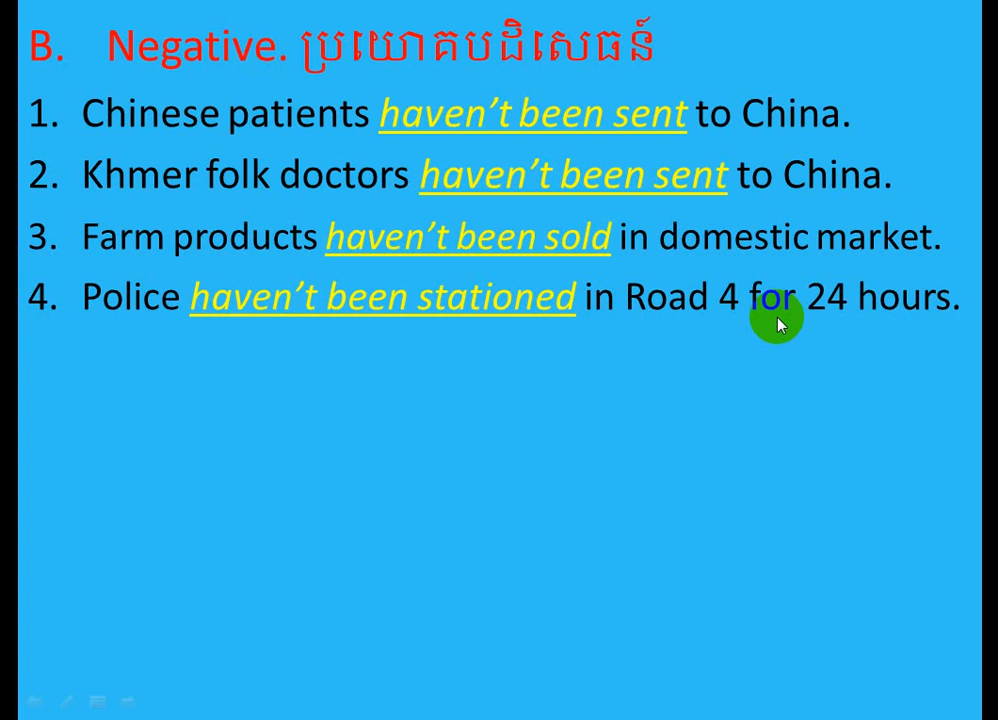 B. Negative. ប្រយោគបដិសេធន៍
1. Chinese patients haven’t been sent to China.
2. Khmer folk doctors haven’t been sent to China.
3. Farm products haven’t been sold in domestic market.
4. Police haven’t been stationed in Road 4 for 24 hours.